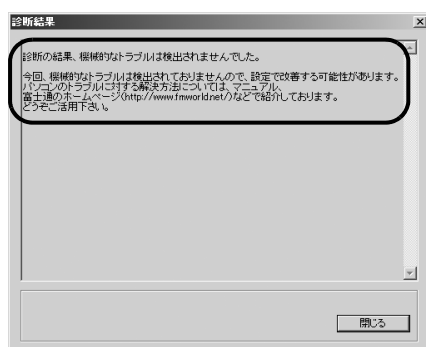 診断結果
診断の結果、機械的なトラブルは検出されませんでした。
今回、機械的なトラブルは検出されておりませんので、設定で改善する可能性があります。
パソコンのトラブルに対する解決方法については、マニュアル、
富士通のホームページ(http://www.fmworld.net/)などで紹介しております。
どうぞご活用下さい。
閉じる